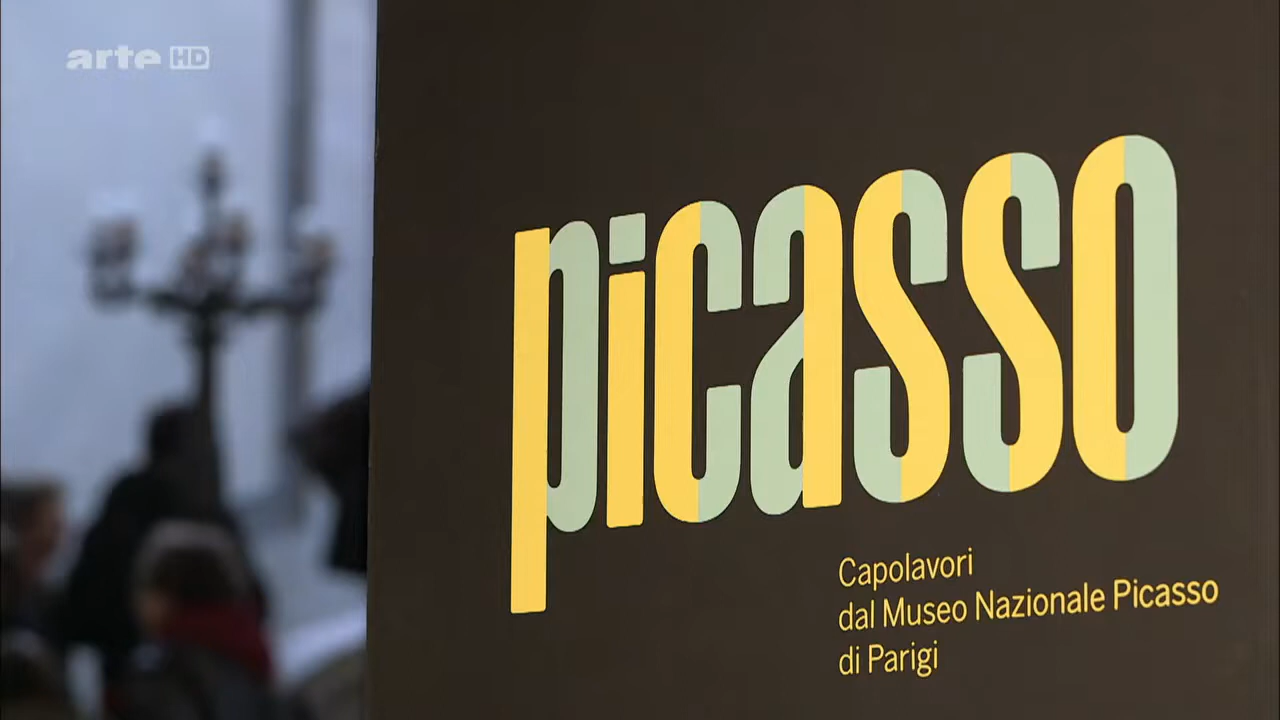 arte HD
picasso
Capolavori
dal Museo Nazionale Picasso
di Parigi